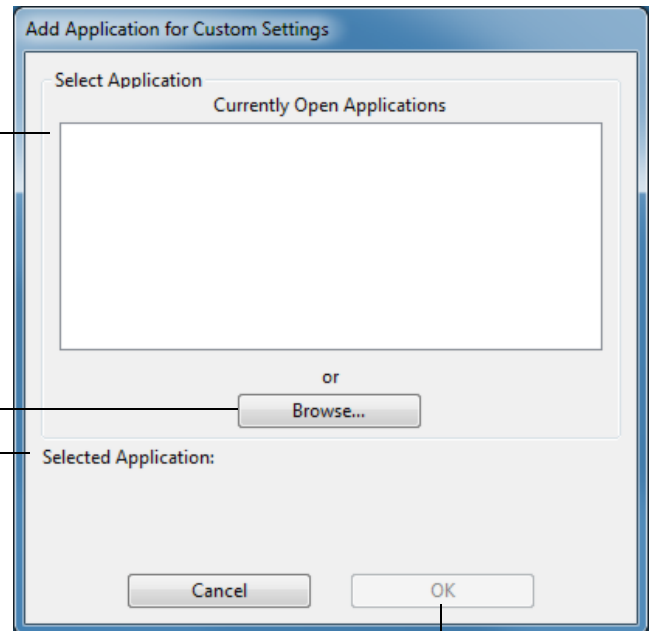 Add Application for Custom Settings
Select Application
Currently Open Applications
or
Browse...
Selected Application:
Cancel
OK